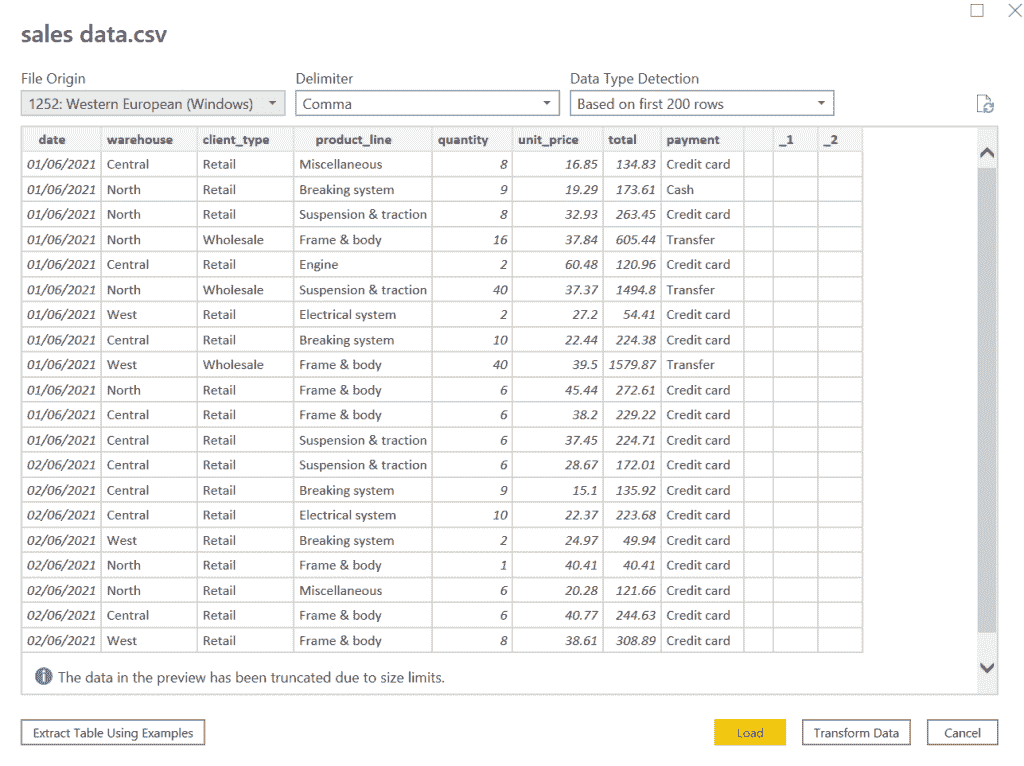 sales data.csv
File Origin Delimiter Data Type Detection
1252: Western European (Windows) Comma Based on first 200 rows
date warehouse client_type product_line quantity unit_price total payment _1 _2
01/06/2021 Central Retail Miscellaneous 8 16.85 134.83 Credit card
01/06/2021 North Retail Breaking system 9 19.29 173.61 Cash
01/06/2021 North Retail Suspension & traction 8 32.93 263.45 Credit card
01/06/2021 North Wholesale Frame & body 16 37.84 605.44 Transfer
01/06/2021 Central Retail Engine 2 60.48 120.96 Credit card
01/06/2021 North Wholesale Suspension & traction 40 37.37 1494.8 Transfer
01/06/2021 West Retail Electrical system 2 27.2 54.41 Credit card
01/06/2021 Central Retail Breaking system 10 22.44 224.38 Credit card
01/06/2021 West Wholesale Frame & body 40 39.5 1579.87 Transfer
01/06/2021 North Retail Frame & body 6 45.44 272.61 Credit card
01/06/2021 Central Retail Frame & body 6 38.2 229.22 Credit card
01/06/2021 Central Retail Suspension & traction 6 37.45 224.71 Credit card
02/06/2021 Central Retail Suspension & traction 6 28.67 172.01 Credit card
02/06/2021 Central Retail Breaking system 9 15.1 135.92 Credit card
02/06/2021 Central Retail Electrical system 10 22.37 223.68 Credit card
02/06/2021 West Retail Breaking system 2 24.97 49.94 Credit card
02/06/2021 North Retail Frame & body 1 40.41 40.41 Credit card
02/06/2021 North Retail Miscellaneous 6 20.28 121.66 Credit card
02/06/2021 Central Retail Frame & body 6 40.77 244.63 Credit card
02/06/2021 West Retail Frame & body 8 38.61 308.89 Credit card
The data in the preview has been truncated due to size limits.
Extract Table Using Examples Load Transform Data Cancel